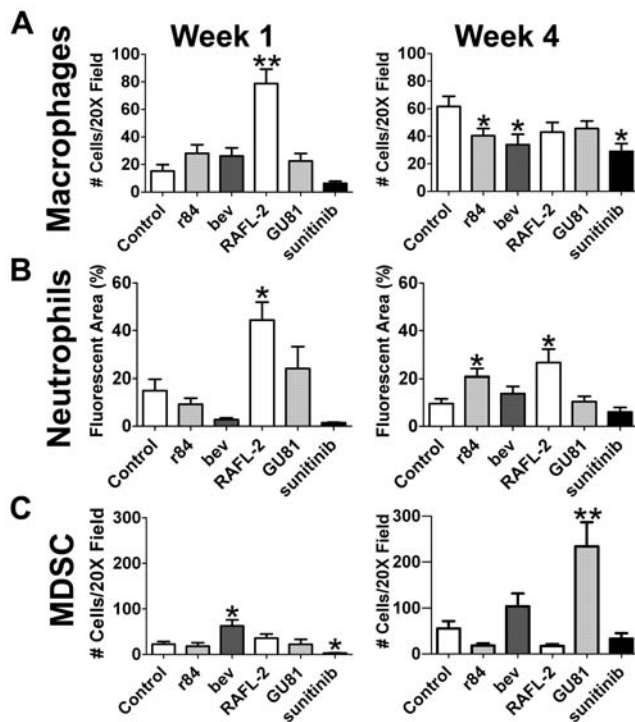 A
Week 1
Week 4
Macrophages
# Cells/20X Field
100
80
60
40
20
0
**
Control
r84
bev
RAFL-2
GU81
sunitinib
# Cells/20X Field
100
80
60
40
20
0
*
*
*
Control
r84
bev
RAFL-2
GU81
sunitinib
B
Neutrophils
Fluorescent Area (%)
60
40
20
0
*
Control
r84
bev
RAFL-2
GU81
sunitinib
Fluorescent Area (%)
60
40
20
0
*
*
Control
r84
bev
RAFL-2
GU81
sunitinib
C
MDSC
# Cells/20X Field
300
200
100
0
*
*
Control
r84
bev
RAFL-2
GU81
sunitinib
# Cells/20X Field
300
200
100
0
**
Control
r84
bev
RAFL-2
GU81
sunitinib